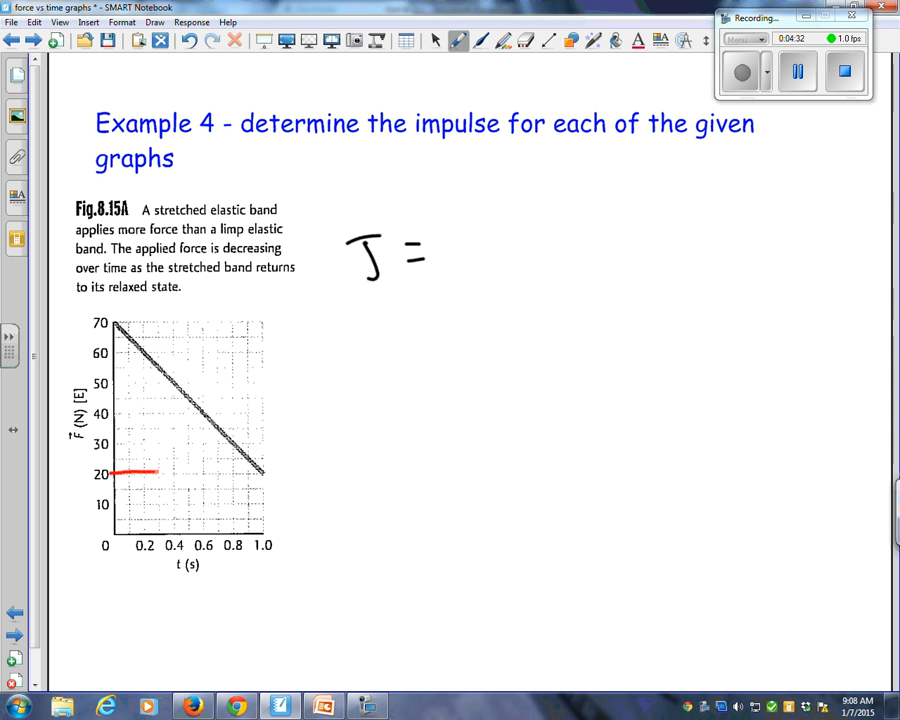 force vs time graphs * - SMART Notebook
Recording...
File Edit View Insert Format Draw Response Help
Menu 0:04:32 1.0 fps
Example 4 - determine the impulse for each of the given
graphs
Fig.8.15A A stretched elastic band
applies more force than a limp elastic
band. The applied force is decreasing
over time as the stretched band returns
to its relaxed state.
J =
70
60
50
40
30
20
10
F (N) [E]
0 0.2 0.4 0.6 0.8 1.0
t (s)
9:08 AM
1/7/2015